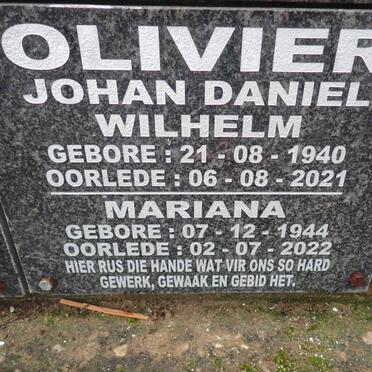 OLIVIER
JOHAN DANIEL
WILHELM
GEBORE : 21 - 08 - 1940
OORLEDE : 06 - 08 - 2021
MARIANA
GEBORE : 07 - 12 - 1944
OORLEDE : 02 - 07 - 2022
HIER RUS DIE HANDE WAT VIR ONS SO HARD
GEWERK, GEWAAK EN GEBID HET.